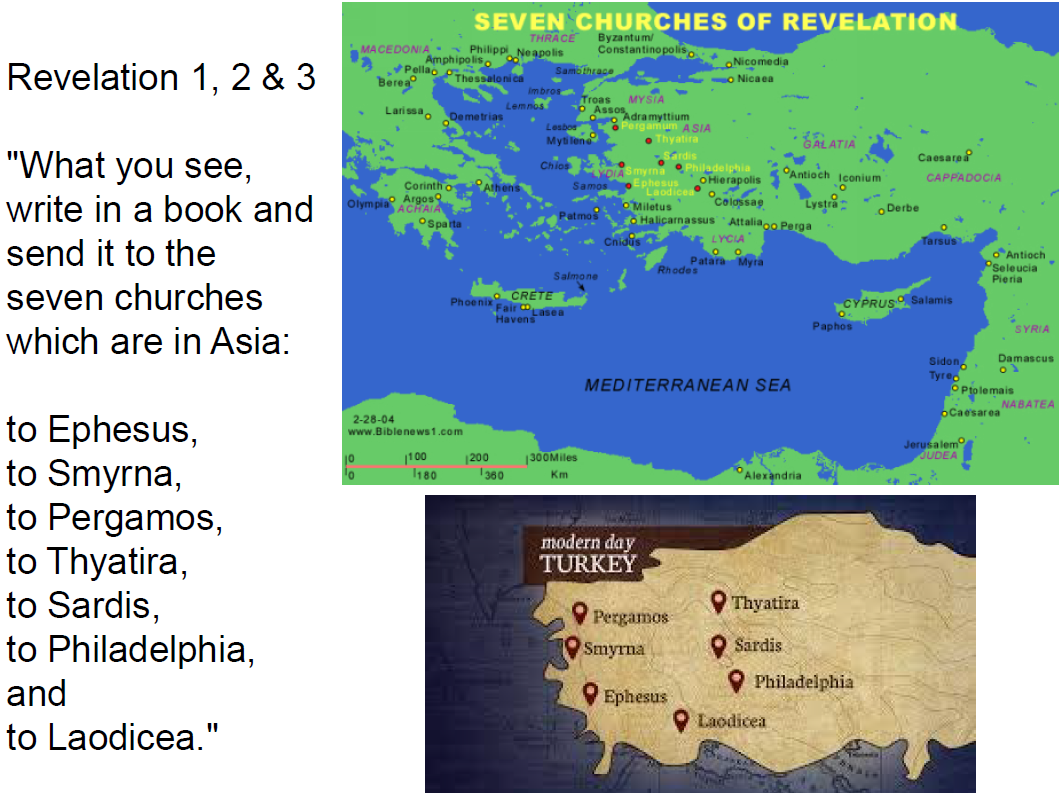 Revelation 1, 2 & 3
"What you see,
write in a book and
send it to the
seven churches
which are in Asia:
to Ephesus,
to Smyrna,
to Pergamos,
to Thyatira,
to Sardis,
to Philadelphia,
and
to Laodicea."
SEVEN CHURCHES OF REVELATION
THRACE
Byzantum/
Constantinopolis
MACEDONIA
Philippi
Neapolis
Amphipolis
Nicomedia
Pella
Thessalonica
Samothrace
Nicaea
Berea
Imbros
Troas
MYSIA
Lemnos
Assos
Larissa
Demetrias
Adramyttium
Lesbos
Pergamum
ASIA
Mytilene
Thyatira
GALATIA
Sardis
Caesarea
Chios
LYDIA
Smyrna
Philadelphia
Antioch
Iconium
CAPPADOCIA
Corinth
Athens
Samos
Ephesus
Hierapolis
Laodicea
Olympia
Argos
Colossae
Lystra
Derbe
ACHAIA
Patmos
Miletus
Sparta
Halicarnassus
Attalia
Perga
Cnidus
LYCIA
Tarsus
Patara
Myra
Antioch
Rhodes
Seleucia
Pieria
Salmone
CRETE
Phoenix
Fair
Havens
Lasea
CYPRUS
Salamis
Paphos
SYRIA
Sidon
Damascus
Tyre
MEDITERRANEAN SEA
Ptolemais
NABATEA
Caesarea
2-28-04
www.Biblenews1.com
Jerusalem
JUDEA
0 100 200 300Miles
0 180 360 Km
Alexandria
modern day
TURKEY
Thyatira
Pergamos
Sardis
Smyrna
Philadelphia
Ephesus
Laodicea